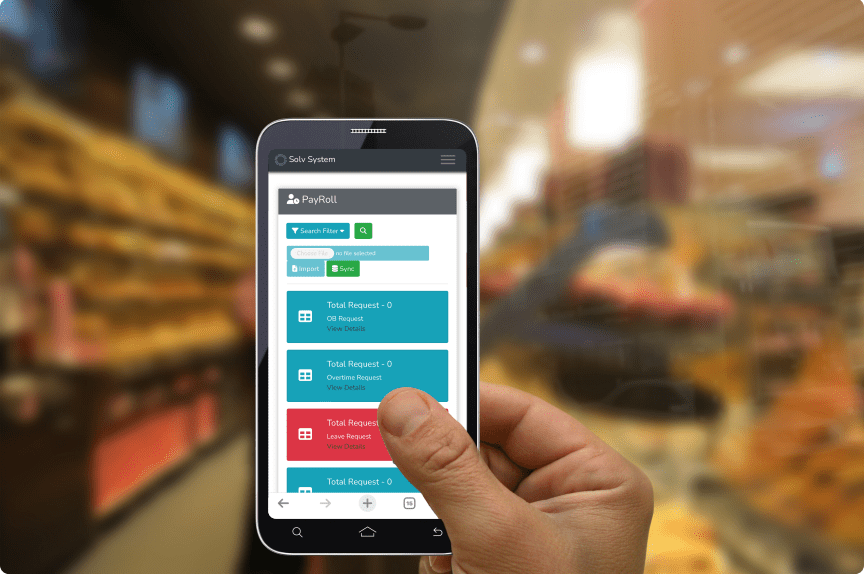 Solv System
PayRoll
Search Filter
Choose File no file selected
Import Sync
Total Request - 0
OB Request
View Details
Total Request - 0
Overtime Request
View Details
Total Request
Leave Request
View Details
Total Request - 0
16